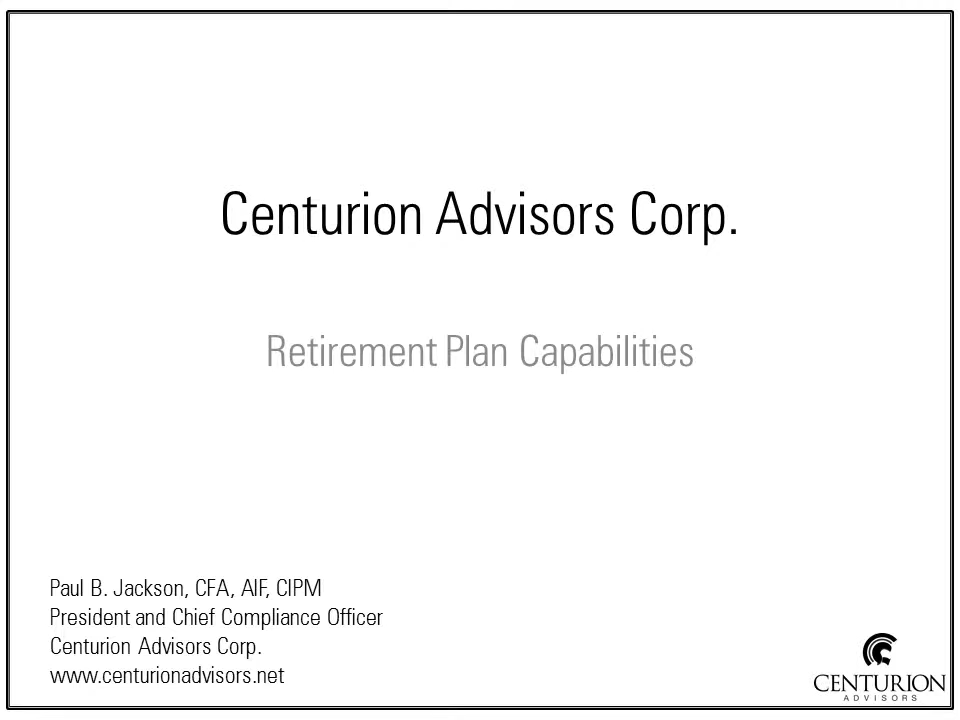 Centurion Advisors Corp.
Retirement Plan Capabilities
Paul B. Jackson, CFA, AIF, CIPM
President and Chief Compliance Officer
Centurion Advisors Corp.
www.centurionadvisors.net
CENTURION
ADVISORS